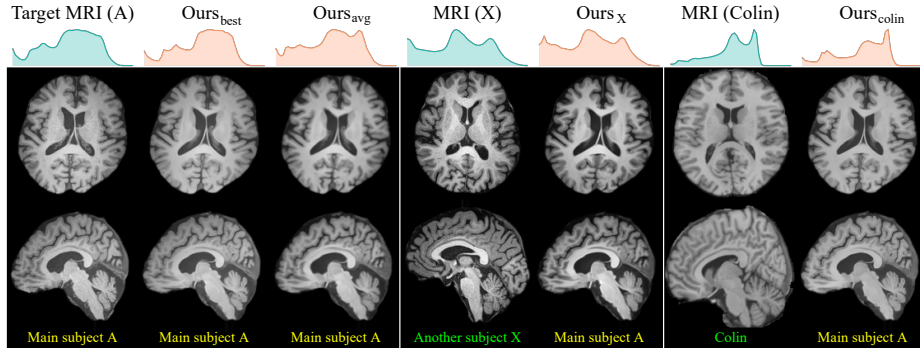 Target MRI (A) Ours_best Ours_avg MRI (X) Ours_X MRI (Colin) Ours_colin
Main subject A Main subject A Main subject A Another subject X Main subject A Colin Main subject A